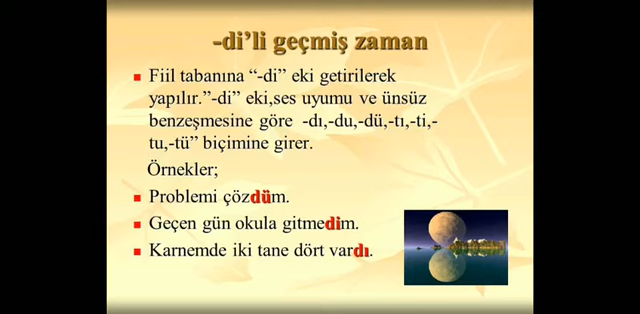 -di’li geçmiş zaman
Fiil tabanına “-di” eki getirilerek
yapılır.”-di” eki,ses uyumu ve ünsüz
benzeşmesine göre -dı,-du,-dü,-tı,-ti,-
tu,-tü” biçimine girer.
Örnekler;
Problemi çözdüm.
Geçen gün okula gitmedim.
Karnemde iki tane dört vardı.